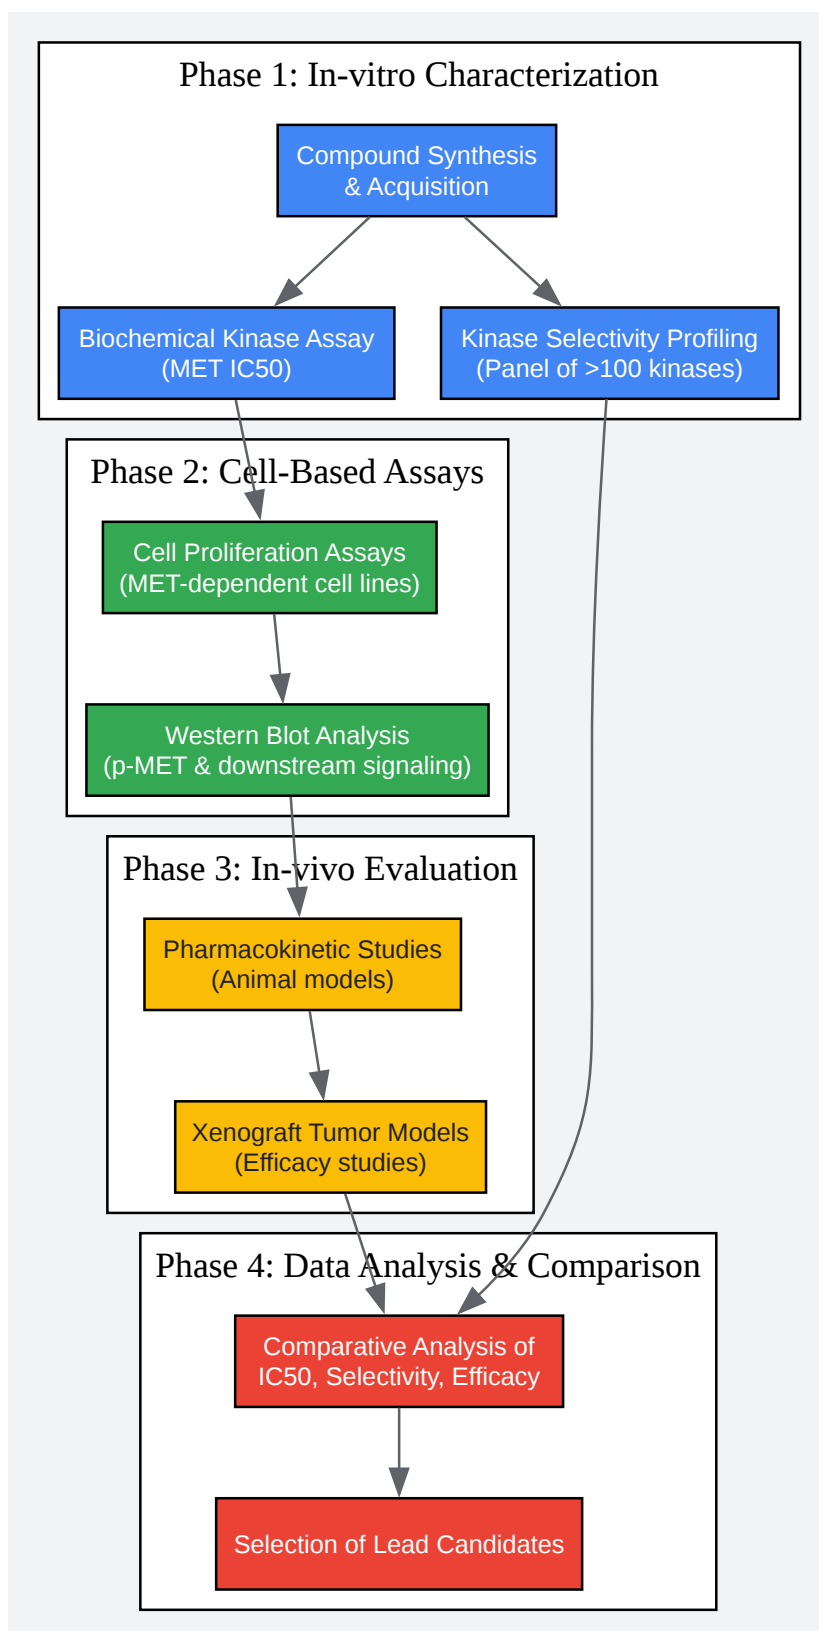 Phase 1: In-vitro Characterization
Compound Synthesis
& Acquisition
Biochemical Kinase Assay
(MET IC50)
Kinase Selectivity Profiling
(Panel of >100 kinases)
Phase 2: Cell-Based Assays
Cell Proliferation Assays
(MET-dependent cell lines)
Western Blot Analysis
(p-MET & downstream signaling)
Phase 3: In-vivo Evaluation
Pharmacokinetic Studies
(Animal models)
Xenograft Tumor Models
(Efficacy studies)
Phase 4: Data Analysis & Comparison
Comparative Analysis of
IC50, Selectivity, Efficacy
Selection of Lead Candidates